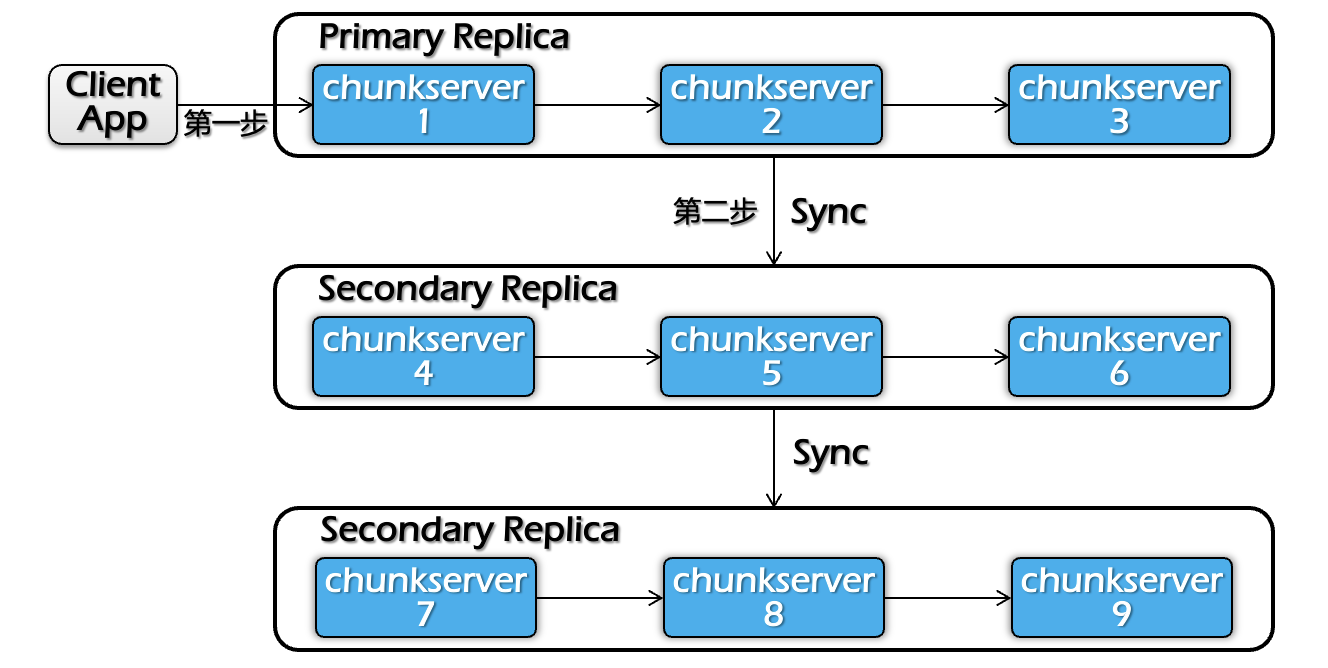 Primary Replica
Client
App
第一步
chunkserver
1
chunkserver
2
chunkserver
3
第二步
Sync
Secondary Replica
chunkserver
4
chunkserver
5
chunkserver
6
Sync
Secondary Replica
chunkserver
7
chunkserver
8
chunkserver
9